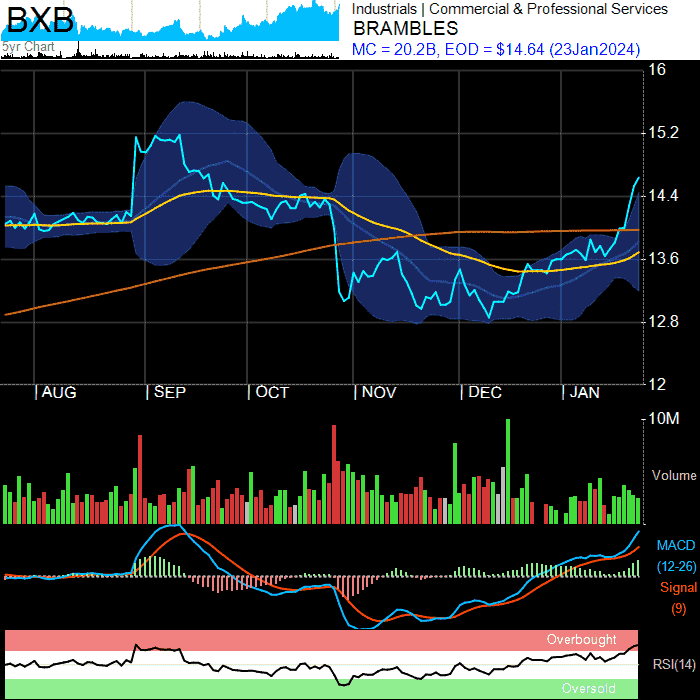 BXB
5yr Chart
Industrials | Commercial & Professional Services
BRAMBLES
MC = 20.2B, EOD = $14.64 (23Jan2024)
16
15.2
14.4
13.6
12.8
12
| AUG | SEP | OCT | NOV | DEC | JAN
10M
Volume
MACD
(12-26)
Signal
(9)
Overbought
RSI(14)
Oversold